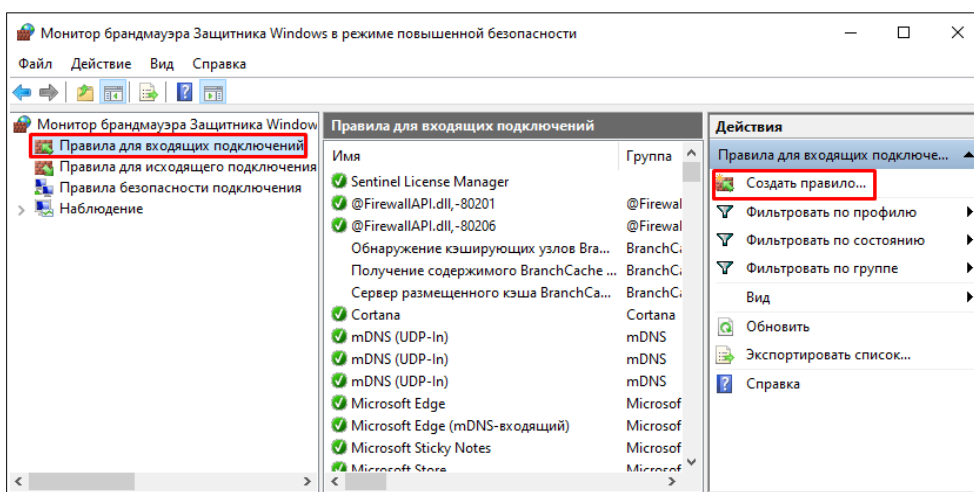 Монитор брандмауэра Защитника Windows в режиме повышенной безопасности
Файл Действие Вид Справка
Монитор брандмауэра Защитника Window
Правила для входящих подключений
Правила для исходящего подключения
Правила безопасности подключения
Наблюдение
Правила для входящих подключений
Имя Группа
Sentinel License Manager
@FirewallAPI.dll,-80201 @Firewal
@FirewallAPI.dll,-80206 @Firewal
Обнаружение кэширующих узлов Bra... BranchCa
Получение содержимого BranchCache ... BranchCa
Сервер размещенного кэша BranchCa... BranchCa
Cortana Cortana
mDNS (UDP-In) mDNS
mDNS (UDP-In) mDNS
mDNS (UDP-In) mDNS
Microsoft Edge Microsof
Microsoft Edge (mDNS-входящий) Microsof
Microsoft Sticky Notes Microsof
Microsoft Store Microsof
Действия
Правила для входящих подключе...
Создать правило...
Фильтровать по профилю
Фильтровать по состоянию
Фильтровать по группе
Вид
Обновить
Экспортировать список...
Справка